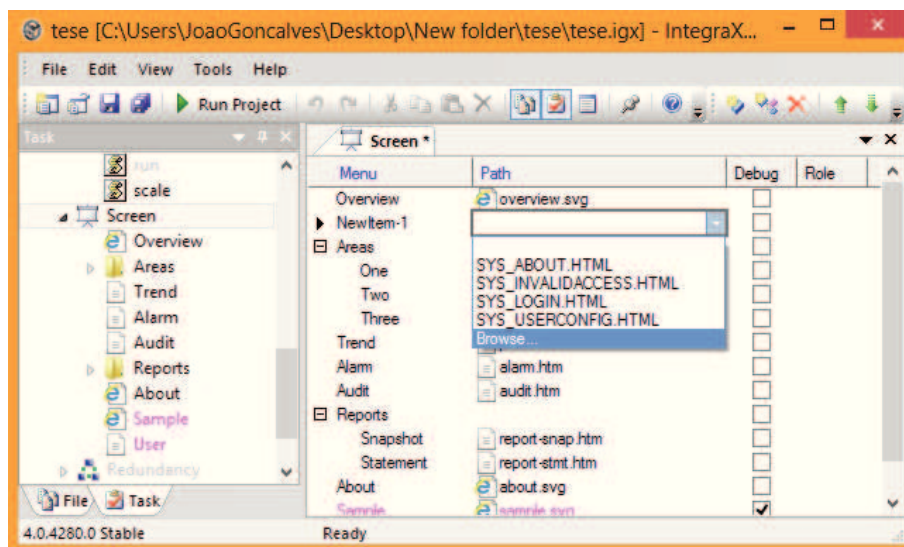 tese [C:\Users\JoaoGoncalves\Desktop\New folder\tese\tese.igx] - IntegraX...
File Edit View Tools Help
Run Project
Task
run
scale
Screen
Overview
Areas
Trend
Alarm
Audit
Reports
About
Sample
User
Redundancy
File Task
Screen *
Menu Path Debug Role
Overview overview.svg
NewItem-1
Areas
SYS_ABOUT.HTML
One
SYS_INVALIDACCESS.HTML
Two
SYS_LOGIN.HTML
Three
SYS_USERCONFIG.HTML
Trend
Browse...
Alarm alarm.htm
Audit audit.htm
Reports
Snapshot report-snap.htm
Statement report-stmt.htm
About about.svg
Sample sample.svg
4.0.4280.0 Stable Ready